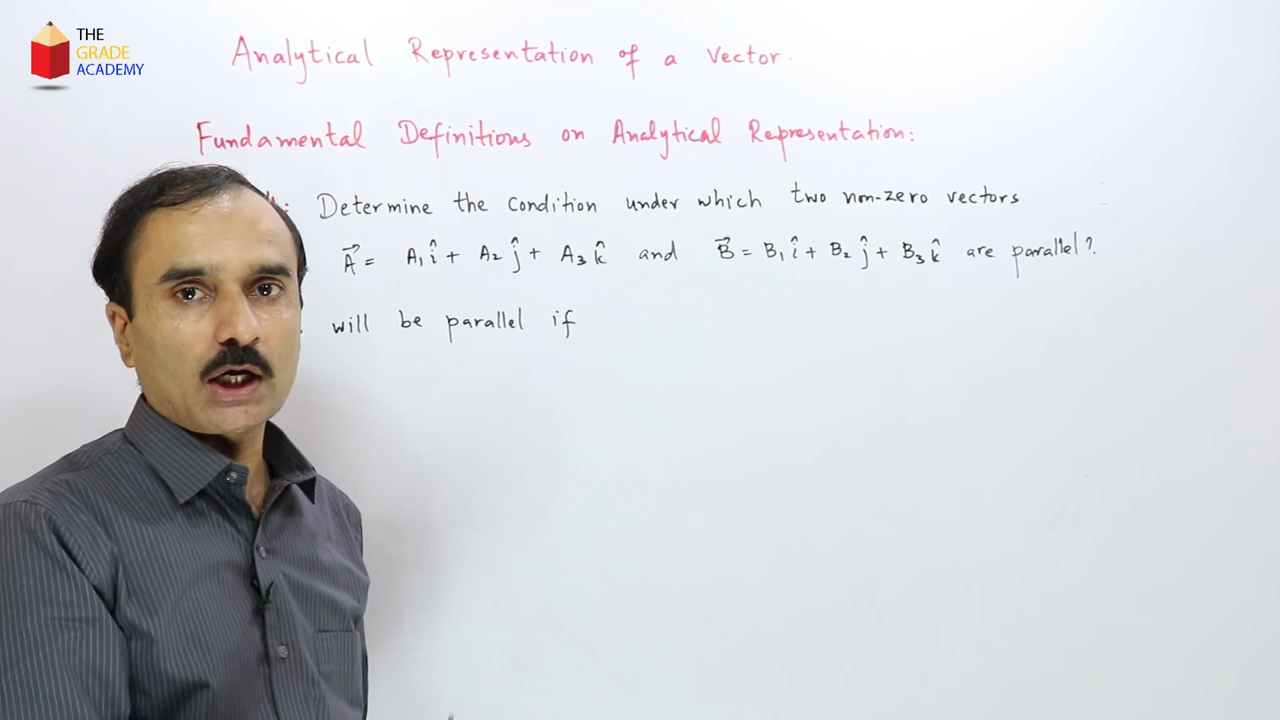 THE
GRADE
ACADEMY
Analytical Representation of a Vector.
Fundamental Definitions on Analytical Representation:
Determine the condition under which two non-zero vectors
A⃗ = A₁î + A₂ĵ + A₃k̂ and B⃗ = B₁î + B₂ĵ + B₃k̂ are parallel?
will be parallel if